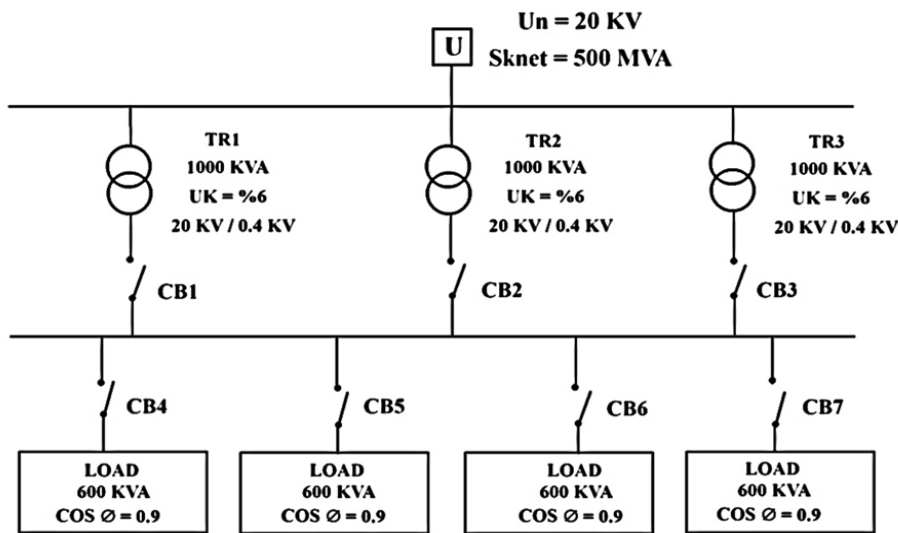 Un = 20 KV
U
Sknet = 500 MVA
TR1
1000 KVA
UK = %6
20 KV / 0.4 KV
TR2
1000 KVA
UK = %6
20 KV / 0.4 KV
TR3
1000 KVA
UK = %6
20 KV / 0.4 KV
CB1
CB2
CB3
CB4
CB5
CB6
CB7
LOAD
600 KVA
COS Ø = 0.9
LOAD
600 KVA
COS Ø = 0.9
LOAD
600 KVA
COS Ø = 0.9
LOAD
600 KVA
COS Ø = 0.9